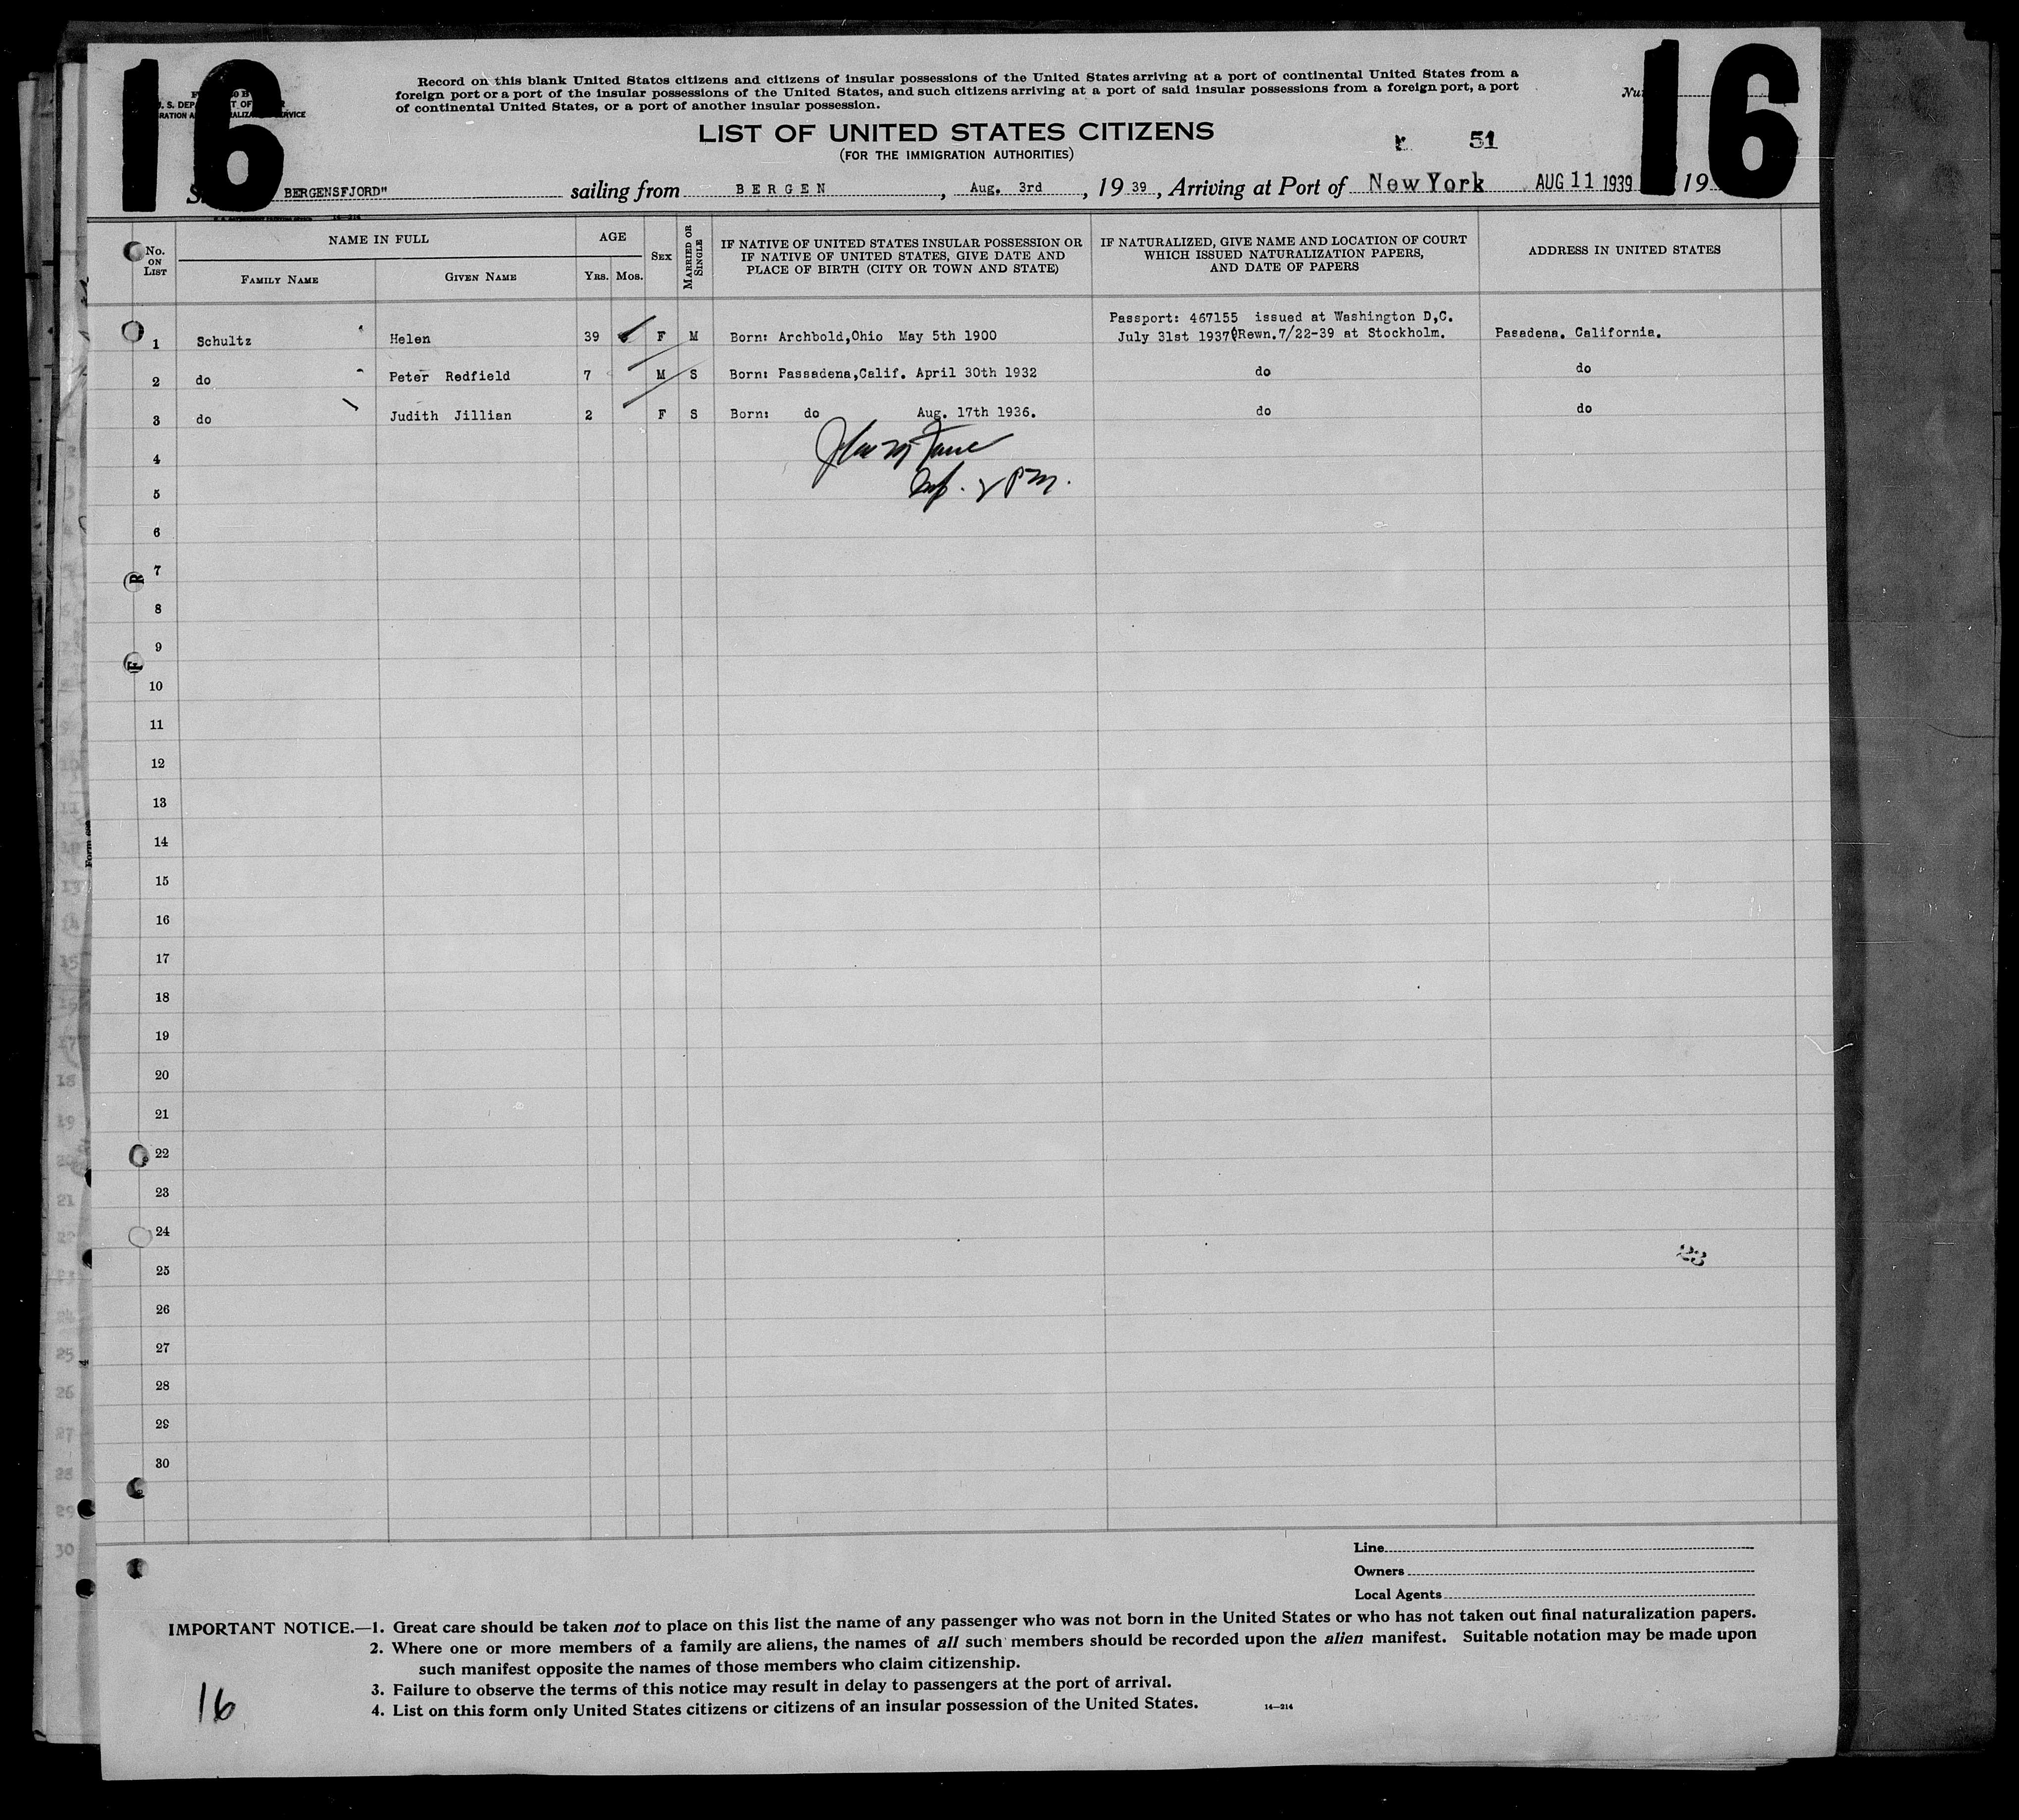 16
16
Record on this blank United States citizens and citizens of insular possessions of the United States arriving at a port of continental United States from a
foreign port or a port of the insular possessions of the United States, and such citizens arriving at a port of said insular possessions from a foreign port, a port
of continental United States, or a port of another insular possession.
LIST OF UNITED STATES CITIZENS
(FOR THE IMMIGRATION AUTHORITIES)
51
BERGENSFJORD" sailing from BERGEN, Aug. 3rd, 1939, Arriving at Port of New York AUG 11 1939 19
No. ON LIST
NAME IN FULL
FAMILY NAME
GIVEN NAME
AGE
YRS. MOS.
SEX
MARRIED OR SINGLE
IF NATIVE OF UNITED STATES INSULAR POSSESSION OR
IF NATIVE OF UNITED STATES, GIVE DATE AND
PLACE OF BIRTH (CITY OR TOWN AND STATE)
IF NATURALIZED, GIVE NAME AND LOCATION OF COURT
WHICH ISSUED NATURALIZATION PAPERS,
AND DATE OF PAPERS
ADDRESS IN UNITED STATES
Passport: 467155 issued at Washington D,C.
1 Schultz Helen 39 F M Born: Archbold,Ohio May 5th 1900 July 31st 1937(Rewn.7/22-39 at Stockholm. Pasadena. California.
2 do Peter Redfield 7 M S Born: Passadena,Calif. April 30th 1932 do do
3 do Judith Jillian 2 F S Born: do Aug. 17th 1936. do do
4
5
6
7
8
9
10
11
12
13
14
15
16
17
18
19
20
21
22
23
24
25
26
27
28
29
30
23
Line
Owners
Local Agents
IMPORTANT NOTICE.—1. Great care should be taken not to place on this list the name of any passenger who was not born in the United States or who has not taken out final naturalization papers.
2. Where one or more members of a family are aliens, the names of all such members should be recorded upon the alien manifest. Suitable notation may be made upon
such manifest opposite the names of those members who claim citizenship.
3. Failure to observe the terms of this notice may result in delay to passengers at the port of arrival.
4. List on this form only United States citizens or citizens of an insular possession of the United States.
14—214
16